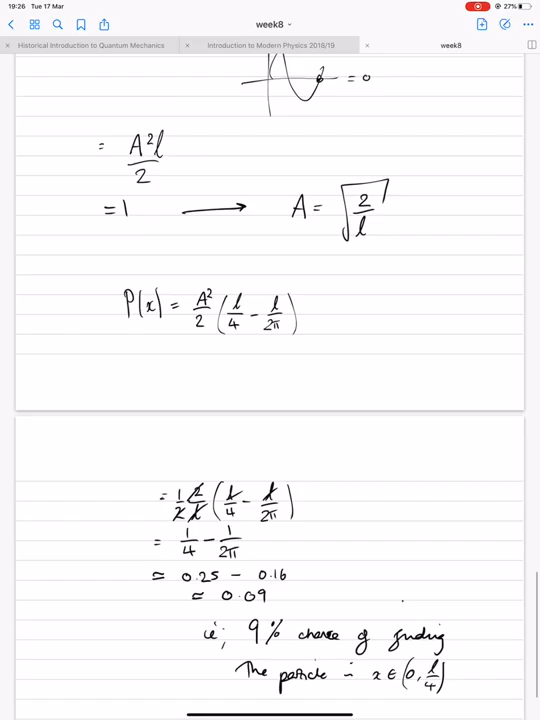 19:26 Tue 17 Mar 27%
week8
Historical Introduction to Quantum Mechanics × Introduction to Modern Physics 2018/19 × week8
= 0
= A²l/2
= 1 ⟶ A = √(2/l)
P(x) = A²/2 (l/4 - l/2π)
= 1/2 2/l (l/4 - l/2π)
= 1/4 - 1/2π
≃ 0.25 - 0.16
≃ 0.09
ie; 9% chance of finding
the particle in x ∈ (0, l/4)